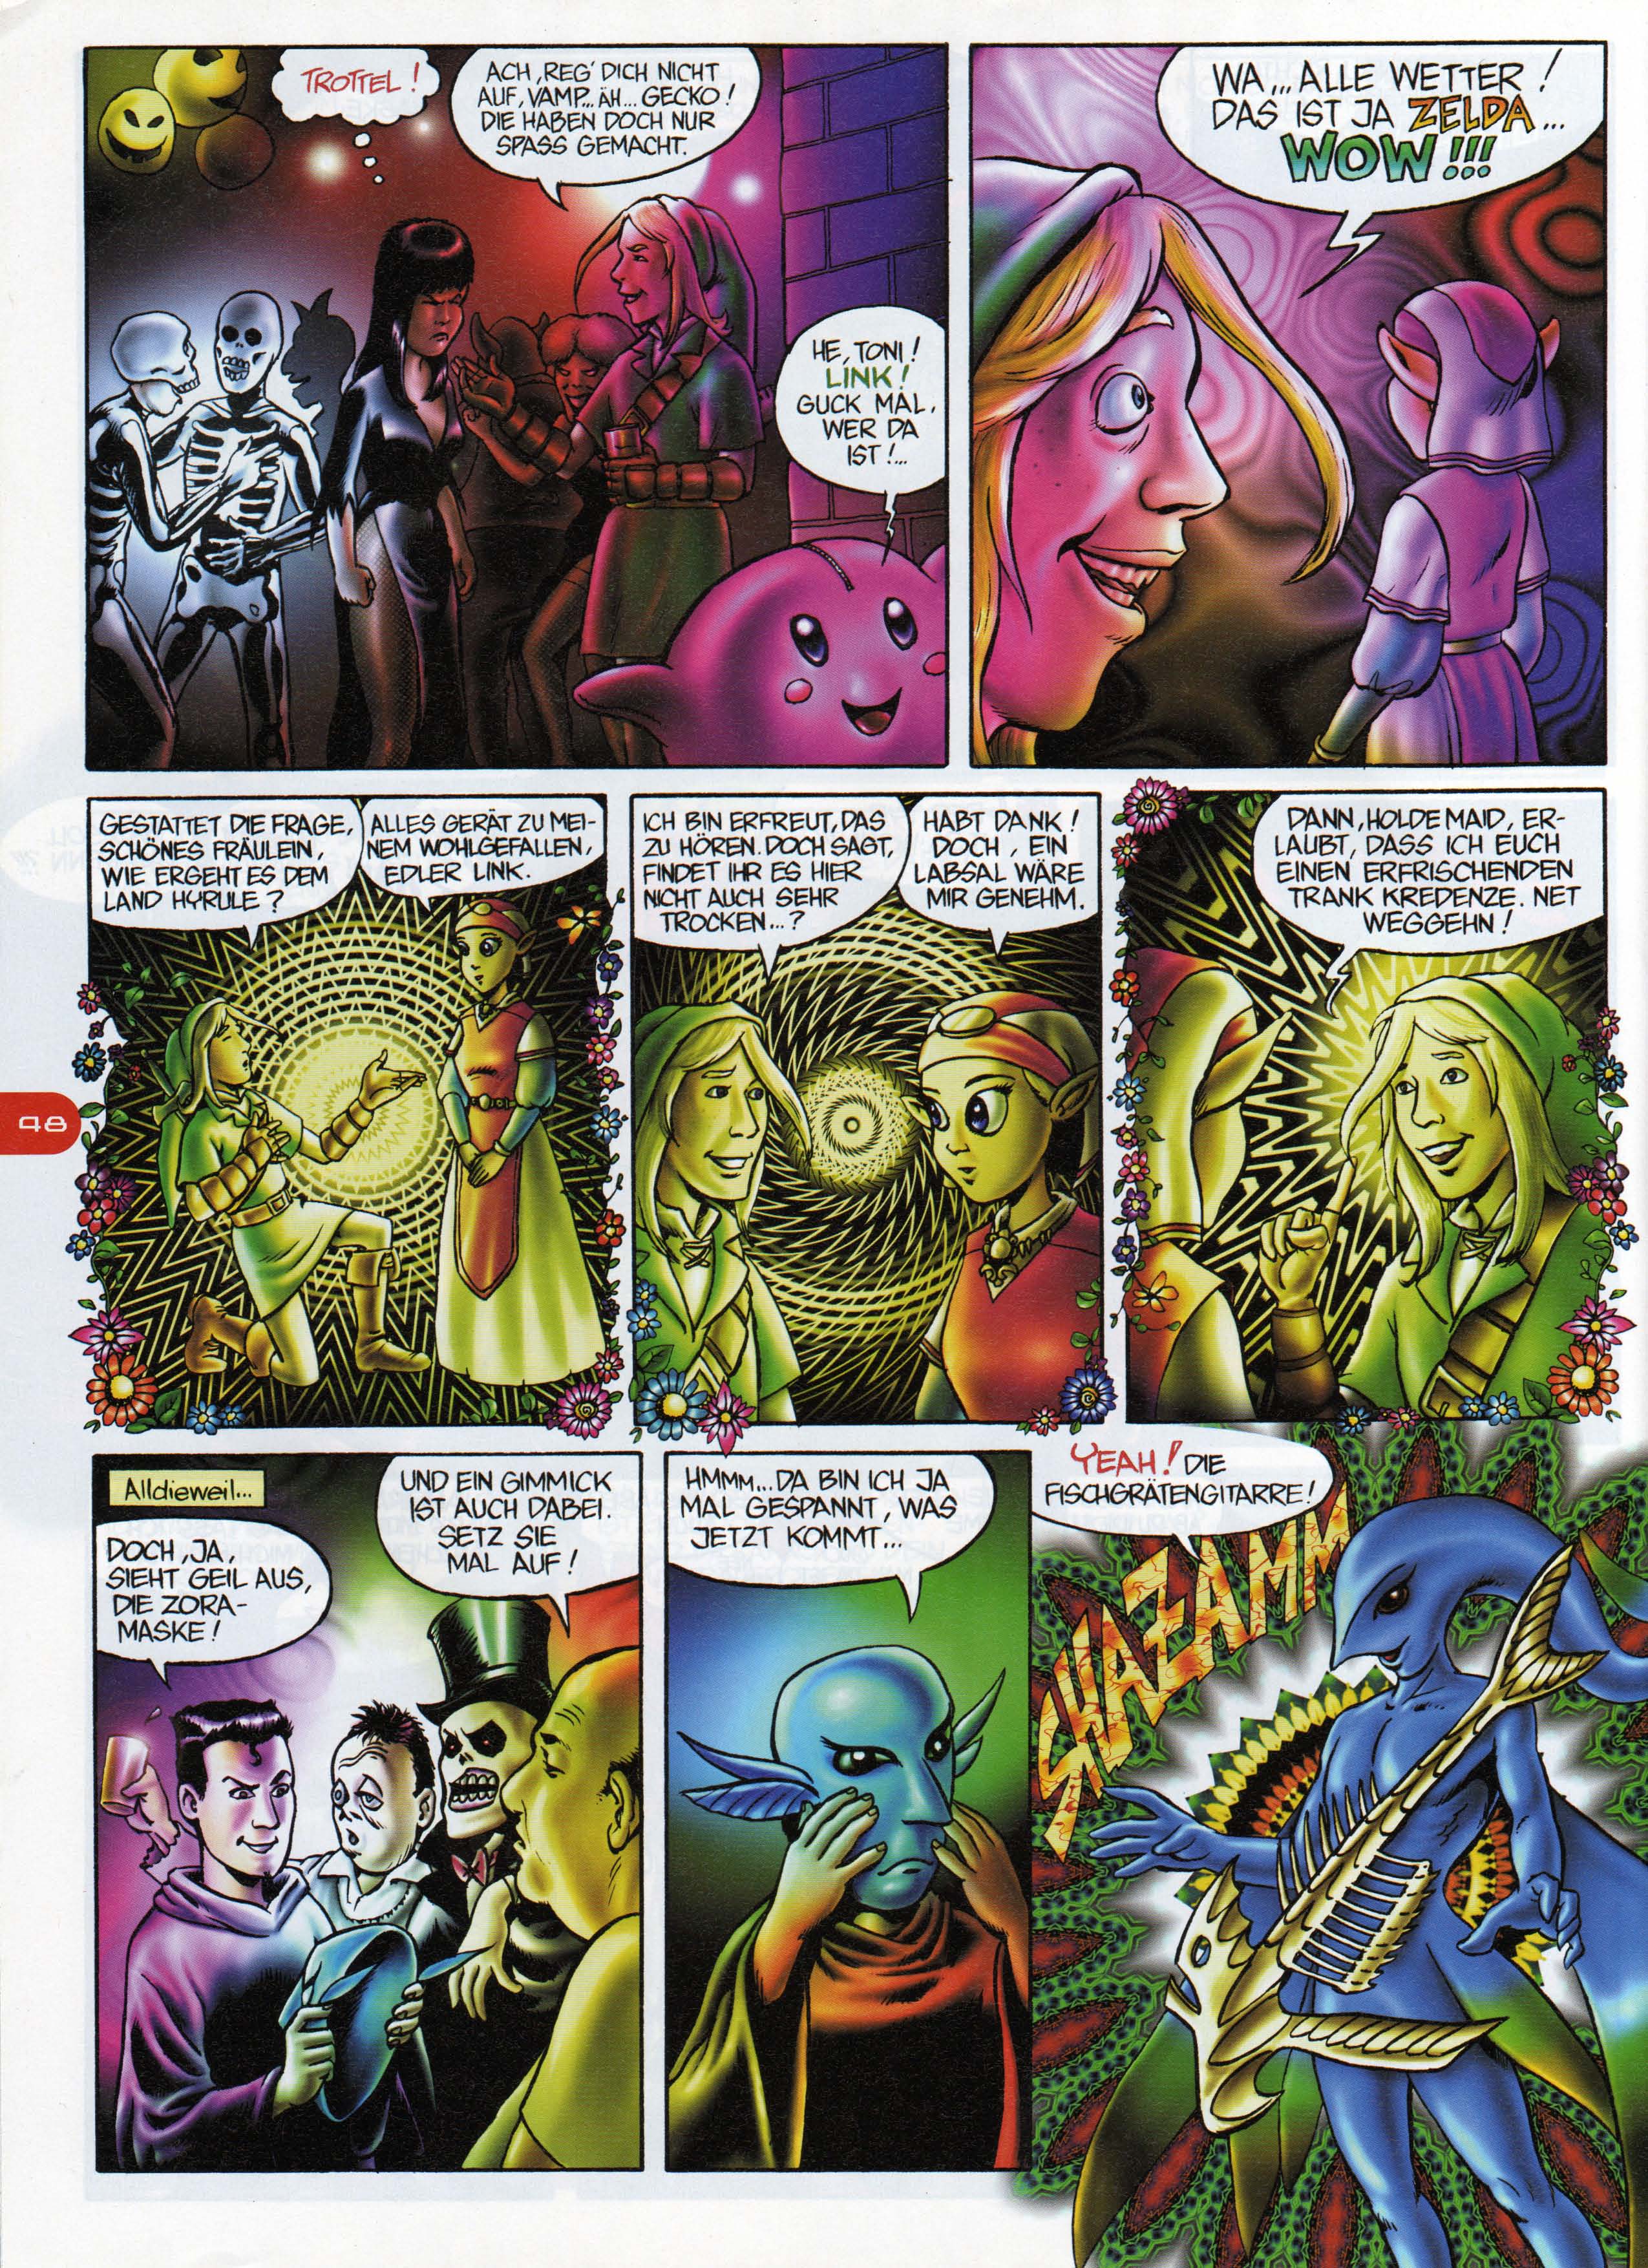 TROTTEL!
ACH, REG' DICH NICHT
AUF, VAMP... ÄH... GECKO!
DIE HABEN DOCH NUR
SPASS GEMACHT.
HE, TONI!
LINK!
GUCK MAL,
WER DA
IST!...
WA... ALLE WETTER!
DAS IST JA ZELDA...
WOW!!!
GESTATTET DIE FRAGE,
SCHÖNES FRÄULEIN,
WIE ERGEHT ES DEM
LAND HYRULE?
ALLES GERÄT ZU MEI-
NEM WOHLGEFALLEN,
EDLER LINK.
ICH BIN ERFREUT, DAS
ZU HÖREN. DOCH SAGT,
FINDET IHR ES HIER
NICHT AUCH SEHR
TROCKEN...?
HABT DANK!
DOCH, EIN
LABSAL WÄRE
MIR GENEHM.
DANN, HOLDE MAID, ER-
LAUBT, DASS ICH EUCH
EINEN ERFRISCHENDEN
TRANK KREDENZE. NET
WEGGEHN!
48
Alldieweil...
DOCH, JA,
SIEHT GEIL AUS,
DIE ZORA-
MASKE!
UND EIN GIMMICK
IST AUCH DABEI.
SETZ SIE
MAL AUF!
HMMM... DA BIN ICH JA
MAL GESPANNT, WAS
JETZT KOMMT...
YEAH! DIE
FISCHGRÄTENGITARRE!
SHAZAMM